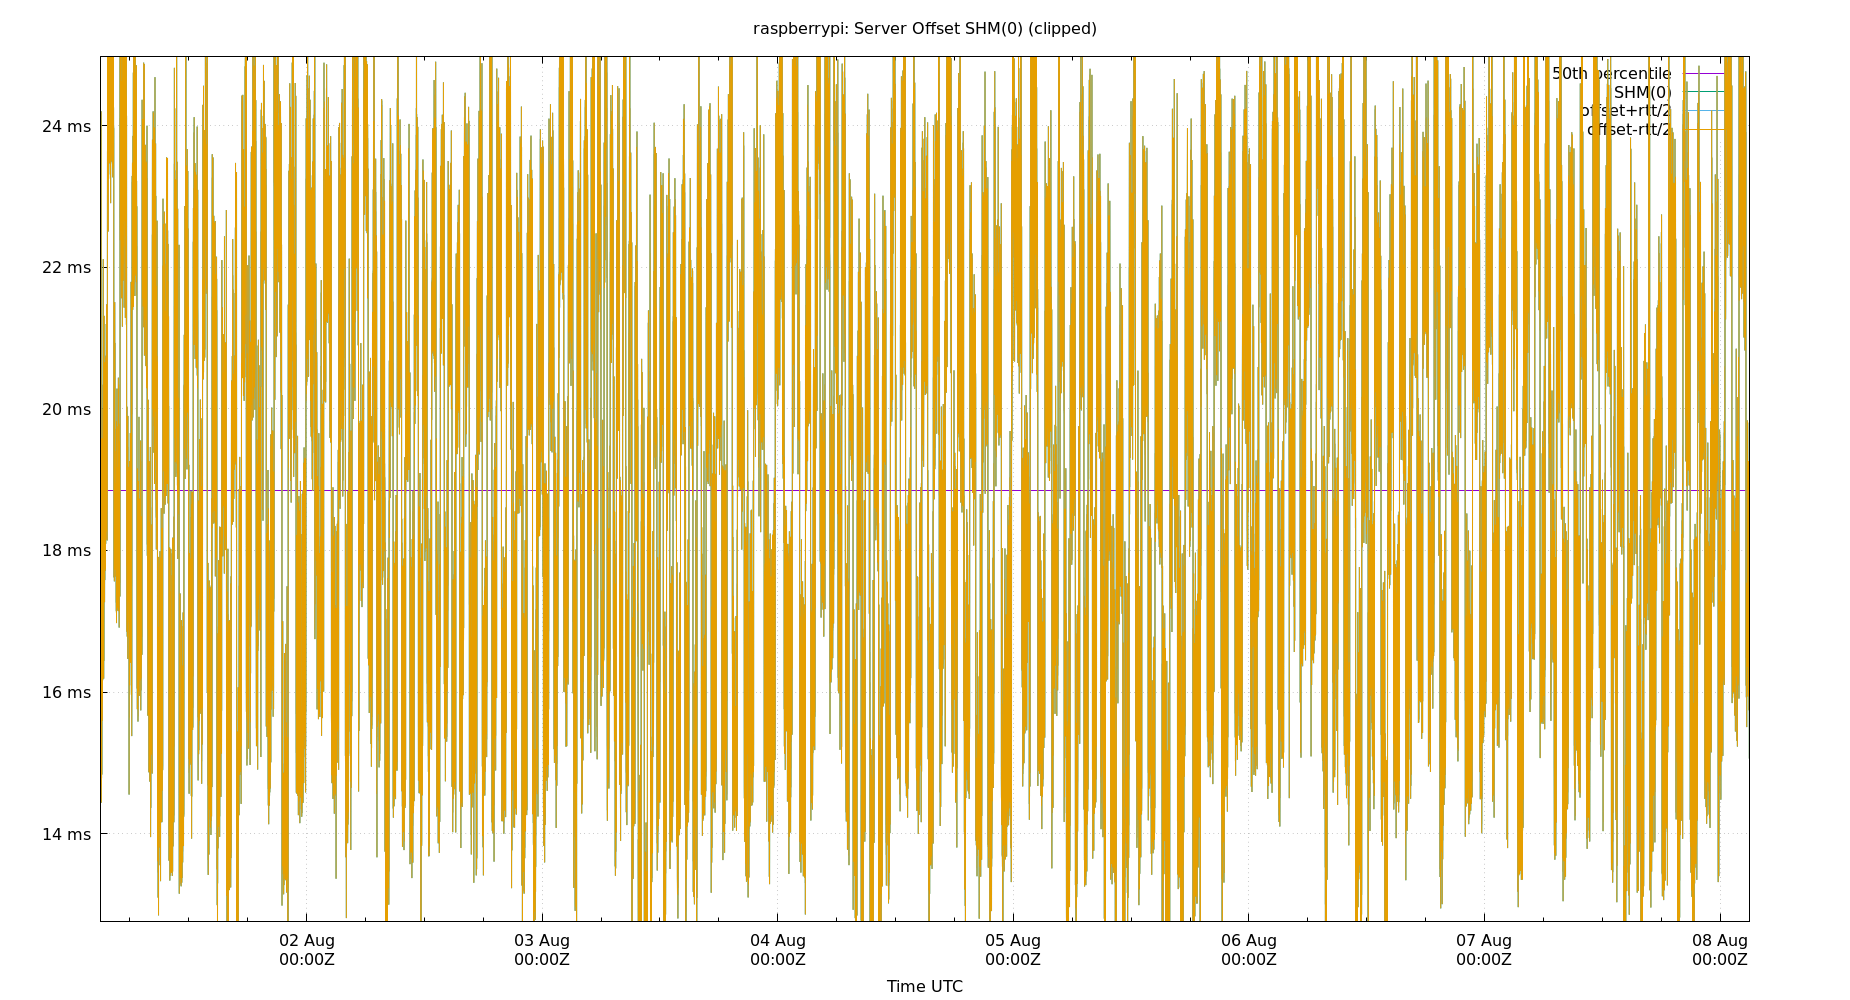 raspberrypi: Server Offset SHM(0) (clipped)
50th percentile
SHM(0)
offset+rtt/2
offset-rtt/2
24 ms
22 ms
20 ms
18 ms
16 ms
14 ms
02 Aug 03 Aug 04 Aug 05 Aug 06 Aug 07 Aug 08 Aug
00:00Z 00:00Z 00:00Z 00:00Z 00:00Z 00:00Z 00:00Z
Time UTC